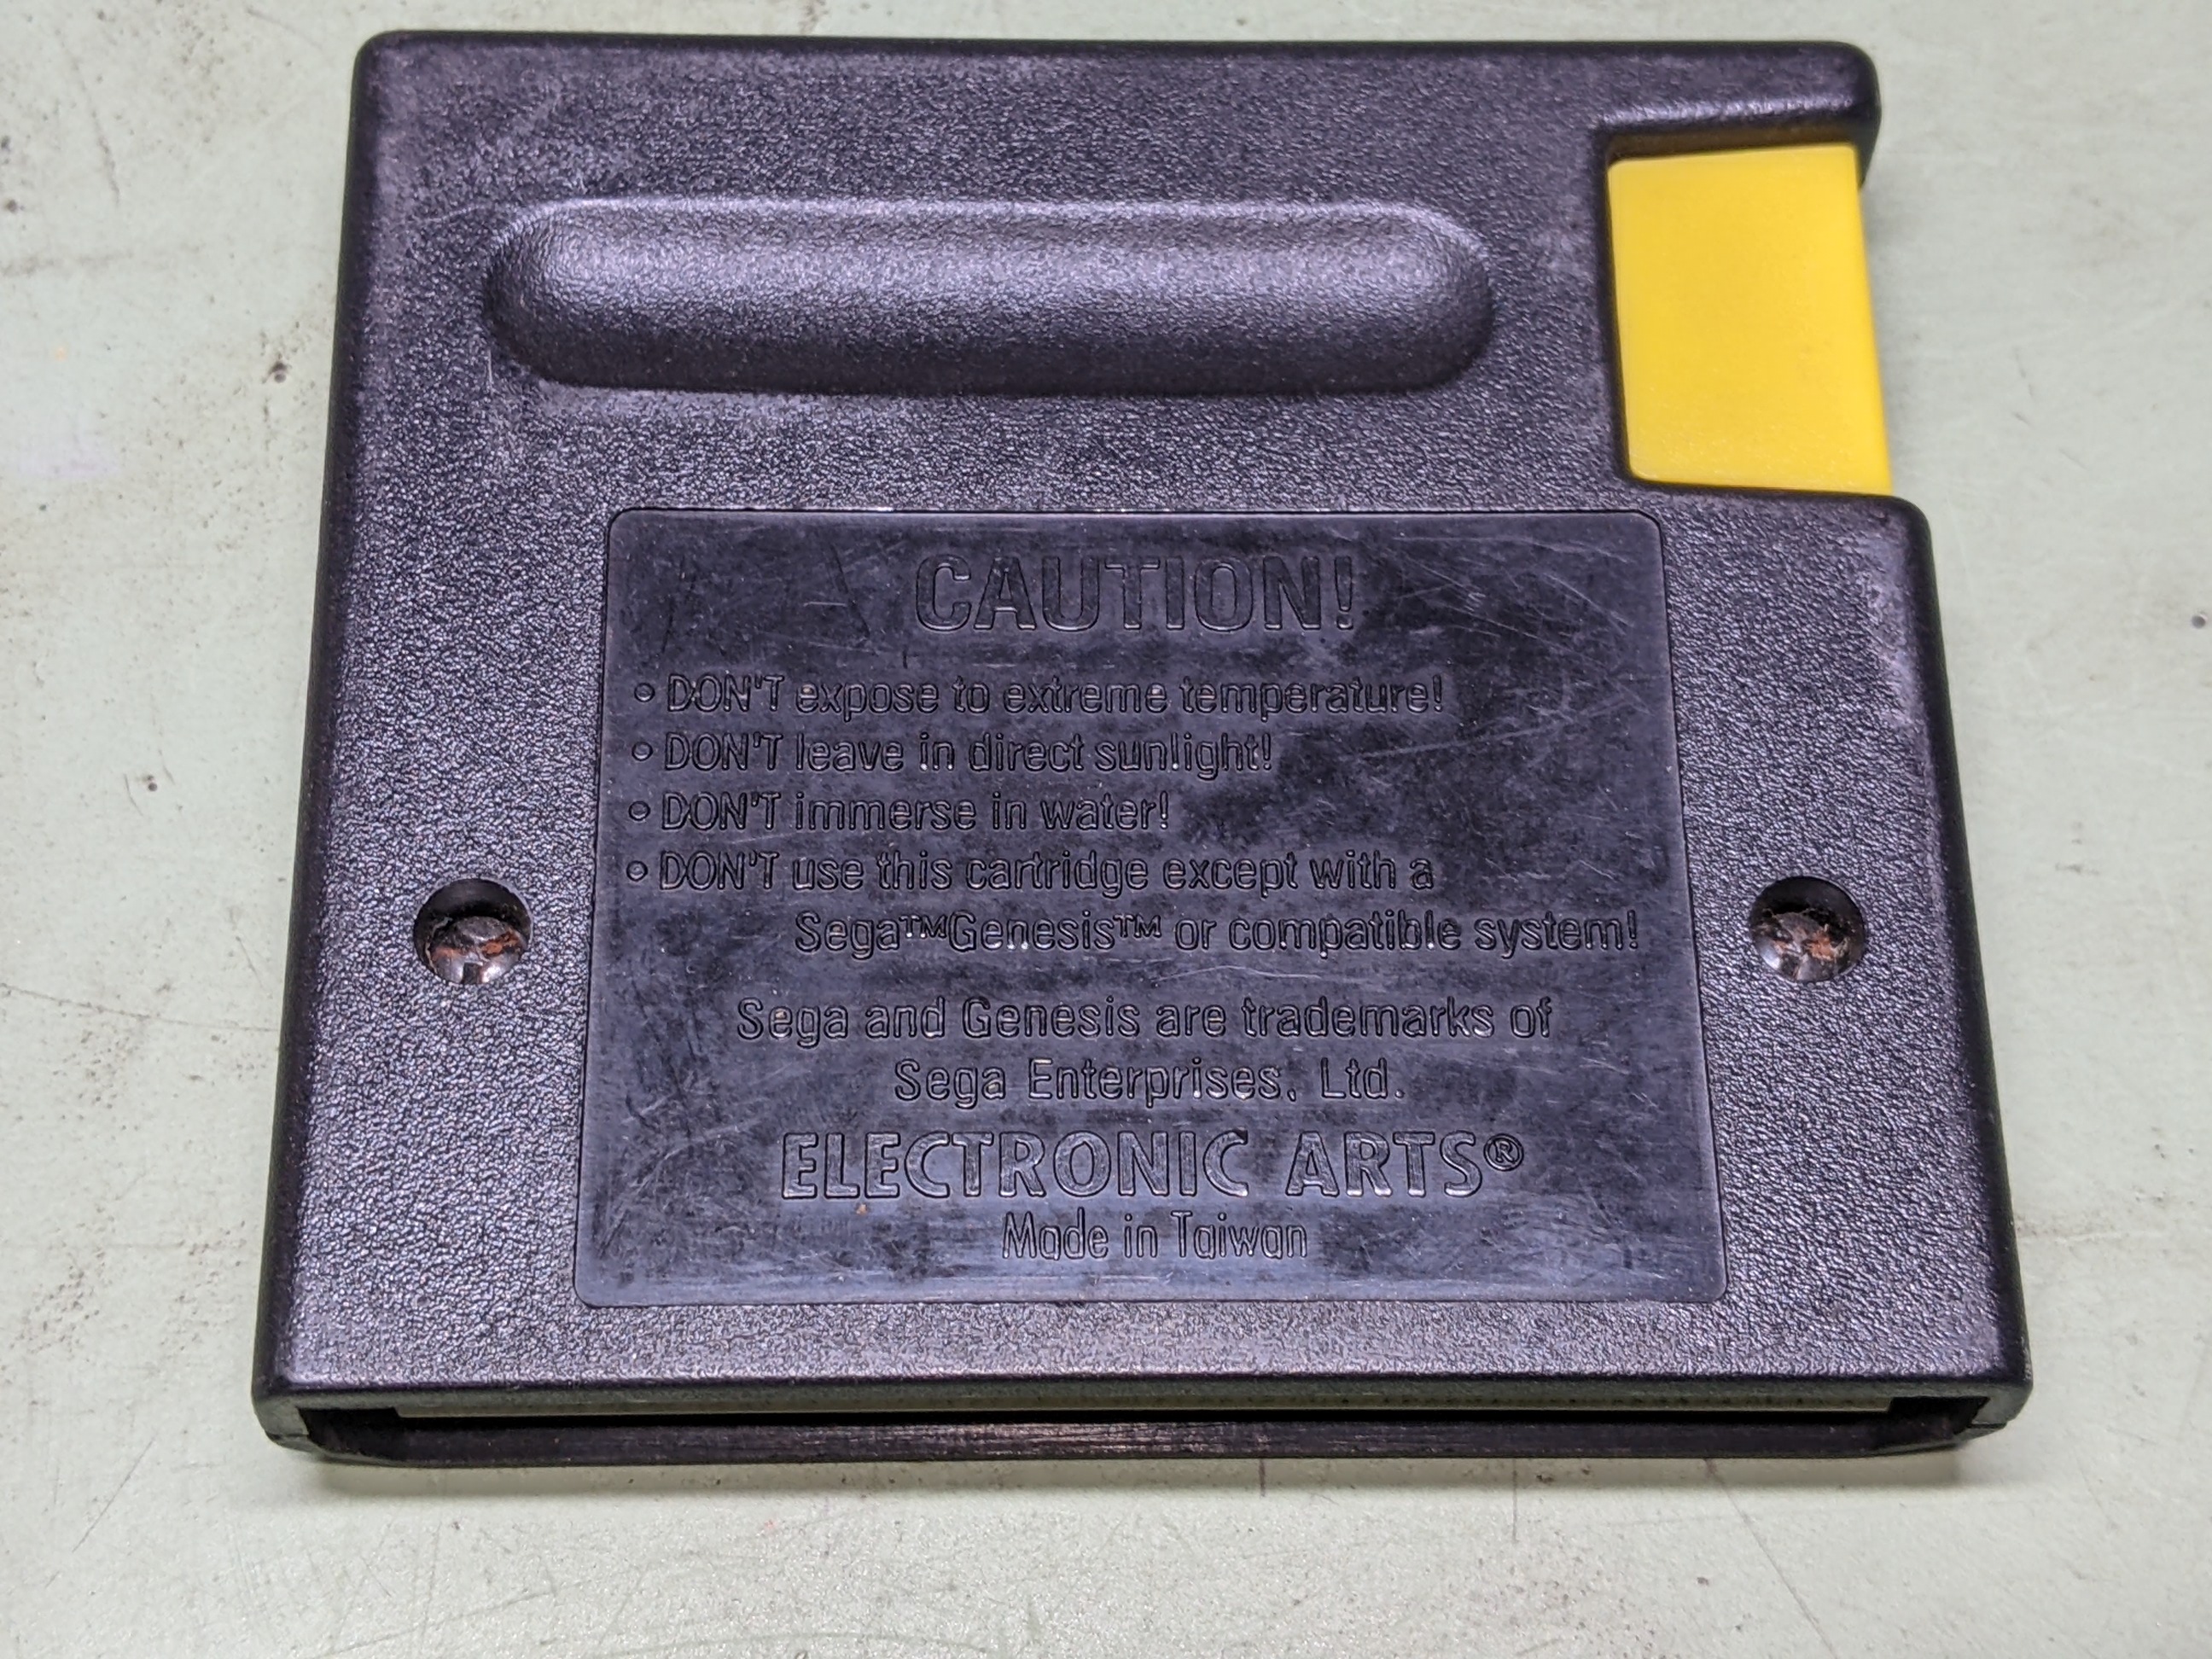 CAUTION!
• DON'T expose to extreme temperature!
• DON'T leave in direct sunlight!
• DON'T immerse in water!
• DON'T use this cartridge except with a
Sega™Genesis™ or compatible system!
Sega and Genesis are trademarks of
Sega Enterprises, Ltd.
ELECTRONIC ARTS®
Made in Taiwan